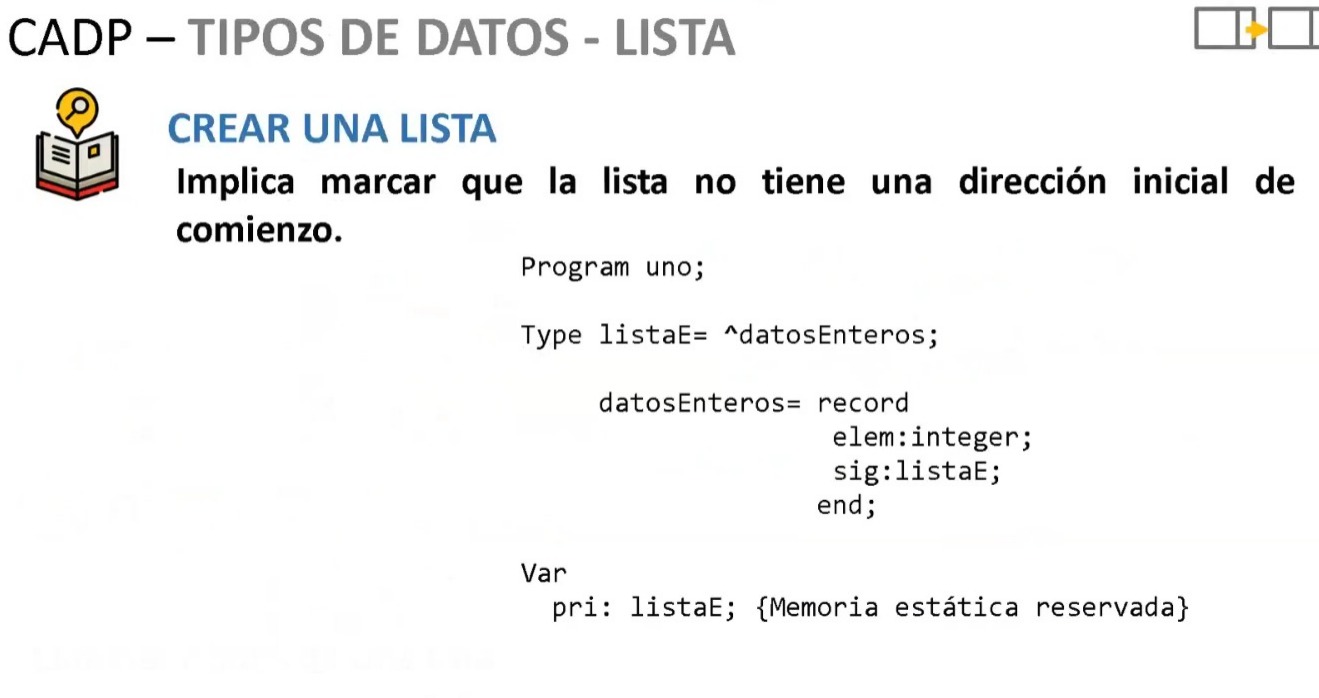 CADP – TIPOS DE DATOS - LISTA
CREAR UNA LISTA
Implica marcar que la lista no tiene una dirección inicial de
comienzo.
Program uno;
Type listaE= ^datosEnteros;
datosEnteros= record
elem:integer;
sig:listaE;
end;
Var
pri: listaE; {Memoria estática reservada}